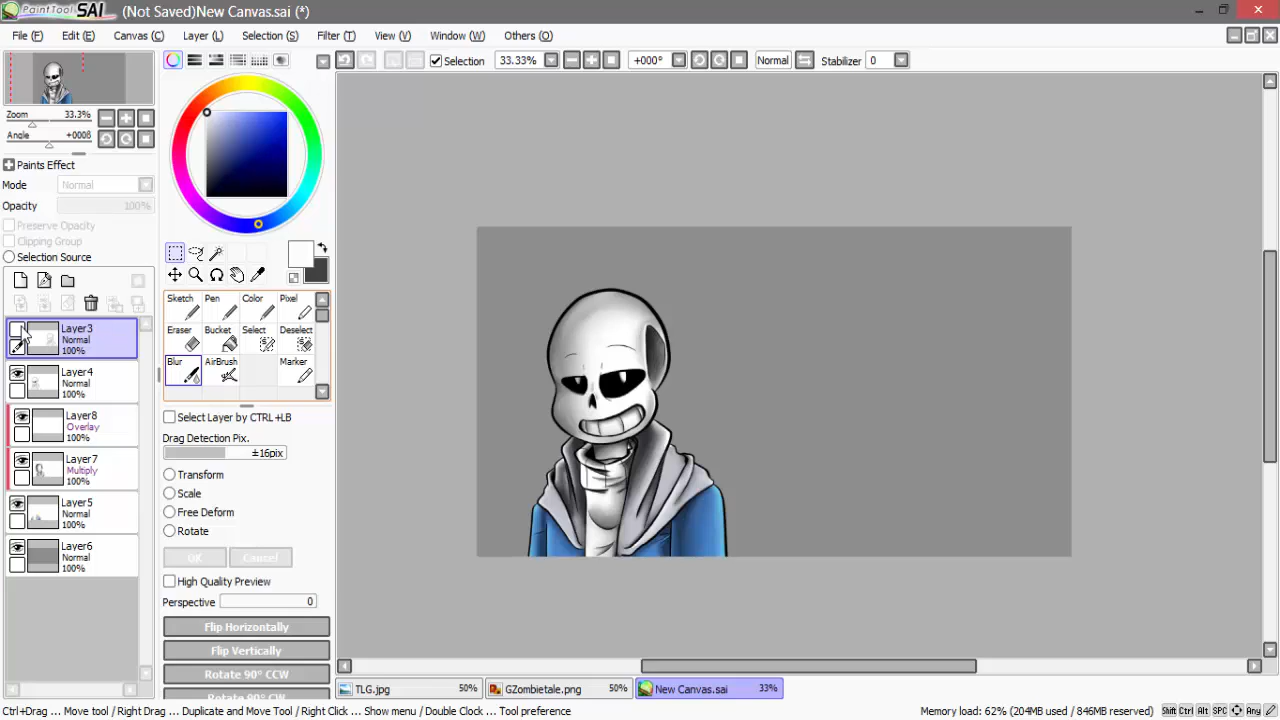 PaintTool SAI (Not Saved)New Canvas.sai (*)
File (F) Edit (E) Canvas (C) Layer (L) Selection (S) Filter (T) View (V) Window (W) Others (O)
Selection 33.33% +000° Normal Stabilizer 0
Zoom 33.3%
Angle +000ß
Paints Effect
Mode Normal
Opacity 100%
Preserve Opacity
Clipping Group
Selection Source
Layer3
Normal
100%
Layer4
Normal
100%
Layer8
Overlay
100%
Layer7
Multiply
100%
Layer5
Normal
100%
Layer6
Normal
100%
Sketch Pen Color Pixel
Eraser Bucket Select Deselect
Blur AirBrush Marker
Select Layer by CTRL+LB
Drag Detection Pix.
±16pix
Transform
Scale
Free Deform
Rotate
OK Cancel
High Quality Preview
Perspective 0
Flip Horizontally
Flip Vertically
Rotate 90° CCW
Rotate 90° CW
TLG.jpg 50% GZombietale.png 50% New Canvas.sai 33%
Ctrl+Drag ... Move tool / Right Drag ... Duplicate and Move Tool / Right Click ... Show menu / Double Click ... Tool preference
Memory load: 62% (204MB used / 846MB reserved) Shift Ctrl Alt SPC Any